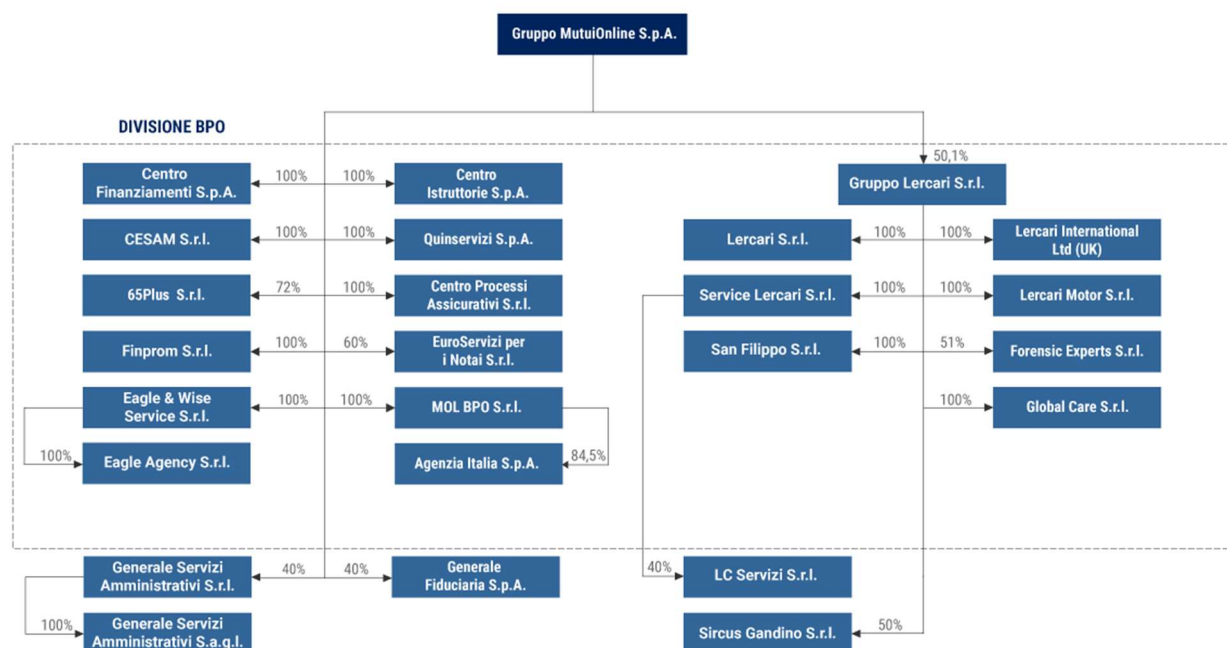 Gruppo MutuiOnline S.p.A.
DIVISIONE BPO
50,1%
Centro
Finanziamenti S.p.A.
100%
100%
Centro
Istruttorie S.p.A.
Gruppo Lercari S.r.l.
CESAM S.r.l.
100%
100%
Quinservizi S.p.A.
Lercari S.r.l.
100%
100%
Lercari International
Ltd (UK)
65Plus S.r.l.
72%
100%
Centro Processi
Assicurativi S.r.l.
Service Lercari S.r.l.
100%
100%
Lercari Motor S.r.l.
Finprom S.r.l.
100%
60%
EuroServizi per
i Notai S.r.l.
San Filippo S.r.l.
100%
51%
Forensic Experts S.r.l.
Eagle & Wise
Service S.r.l.
100%
100%
MOL BPO S.r.l.
100%
Global Care S.r.l.
100%
Eagle Agency S.r.l.
Agenzia Italia S.p.A.
84,5%
Generale Servizi
Amministrativi S.r.l.
40%
40%
Generale
Fiduciaria S.p.A.
40%
LC Servizi S.r.l.
100%
Generale Servizi
Amministrativi S.a.g.l.
Sircus Gandino S.r.l.
50%